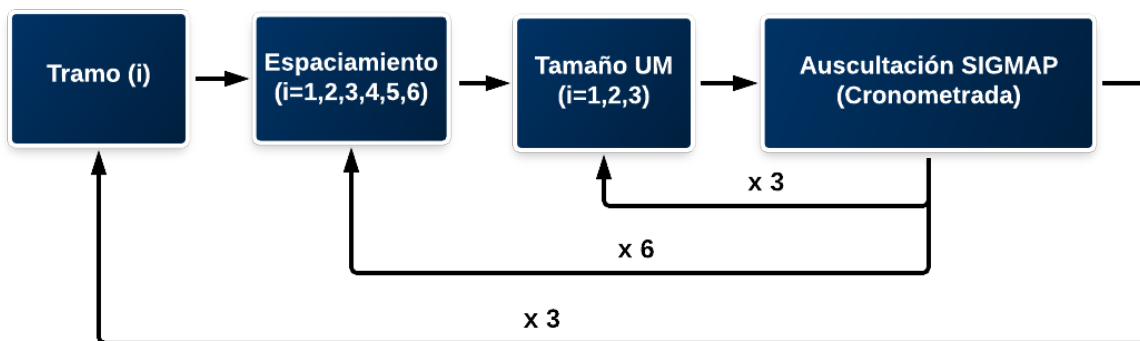 Tramo (i)
Espaciamiento
(i=1,2,3,4,5,6)
Tamaño UM
(i=1,2,3)
Auscultación SIGMAP
(Cronometrada)
x 3
x 6
x 3